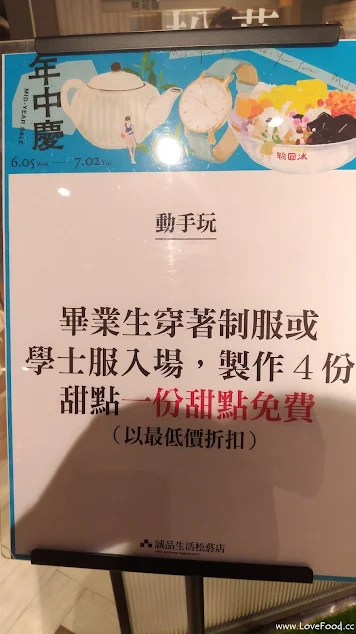 年中慶
MID-YEAR SALE
6.05 Wed. — 7.02 Tue.
動手玩
畢業生穿著制服或
學士服入場，製作4份
甜點一份甜點免費
（以最低價折扣）
誠品生活松菸店
www.LoveFood.cc